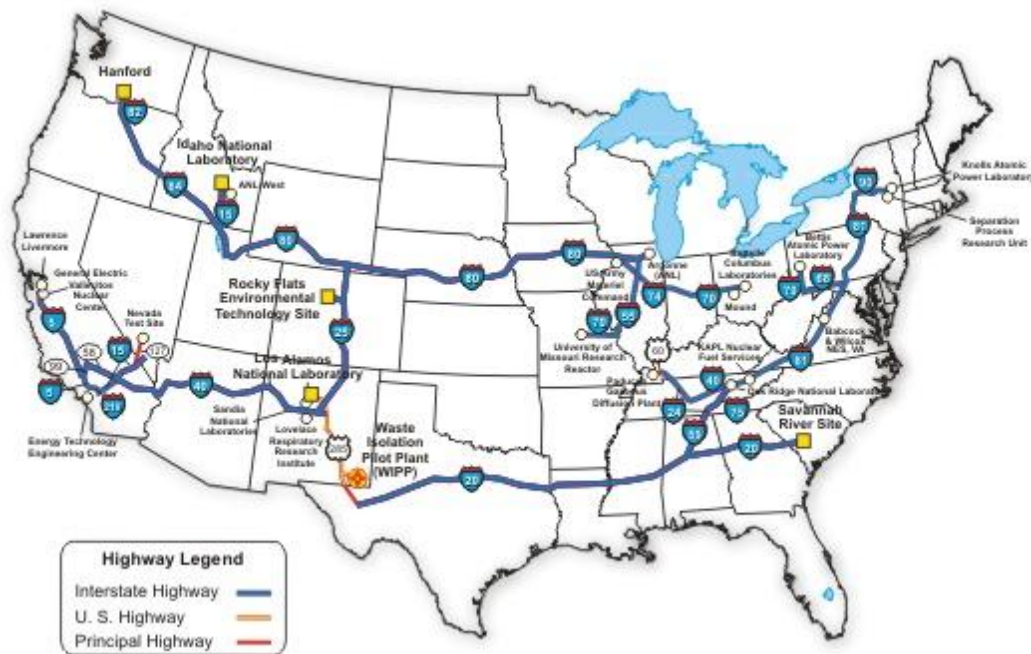 Hanford
82
Idaho National
Laboratory
ANL West
84
15
80
Lawrence
Livermore
General Electric
Vallecitos
Nuclear
Center
5
Nevada
Test Site
15
127
58
99
5
210
Energy Technology
Engineering Center
40
Rocky Flats
Environmental
Technology Site
25
Los Alamos
National Laboratory
Sandia
National
Laboratories
Lovelace
Respiratory
Research
Institute
285
Waste
Isolation
Pilot Plant
(WIPP)
20
80
80
US Army
Material
Command
Argonne
(ANL)
74
55
70
University of
Missouri Research
Reactor
70
Columbus
Laboratories
Mound
Bettis
Atomic Power
Laboratory
70
68
90
Knolls Atomic
Power Laboratory
Separation
Process
Research Unit
Babcock
& Wilcox
NES, VA
81
60
Gaseous
Diffusion Plant
KAPL Nuclear
Fuel Services
40
Oak Ridge National Laboratory
24
75
59
20
Savannah
River Site
Highway Legend
Interstate Highway
U. S. Highway
Principal Highway